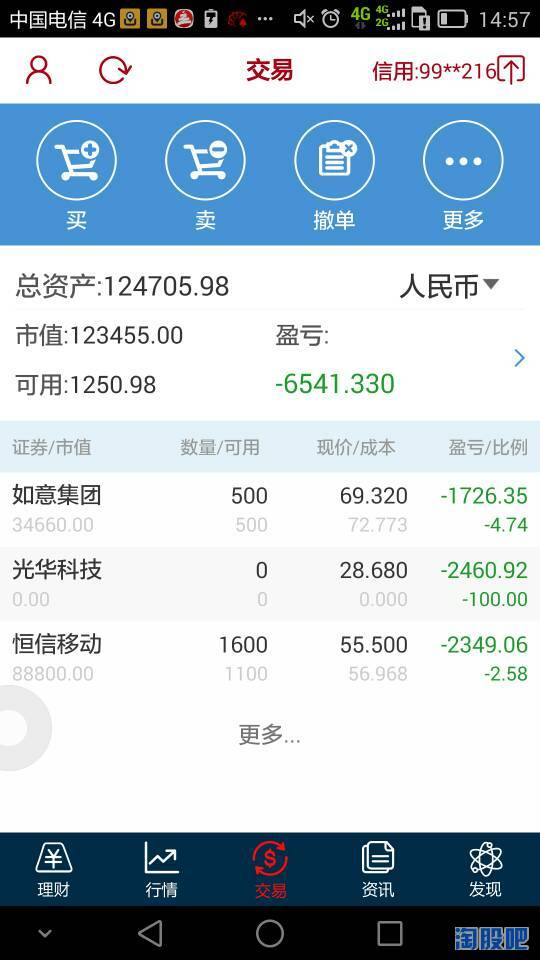 中国电信 4G 4G 4G 2G 14:57
交易 信用:99**216
买 卖 撤单 更多
总资产:124705.98 人民币
市值:123455.00 盈亏:
可用:1250.98 -6541.330
证券/市值 数量/可用 现价/成本 盈亏/比例
如意集团 500 69.320 -1726.35
34660.00 500 72.773 -4.74
光华科技 0 28.680 -2460.92
0.00 0 0.000 -100.00
恒信移动 1600 55.500 -2349.06
88800.00 1100 56.968 -2.58
更多...
理财 行情 交易 资讯 发现
淘股吧